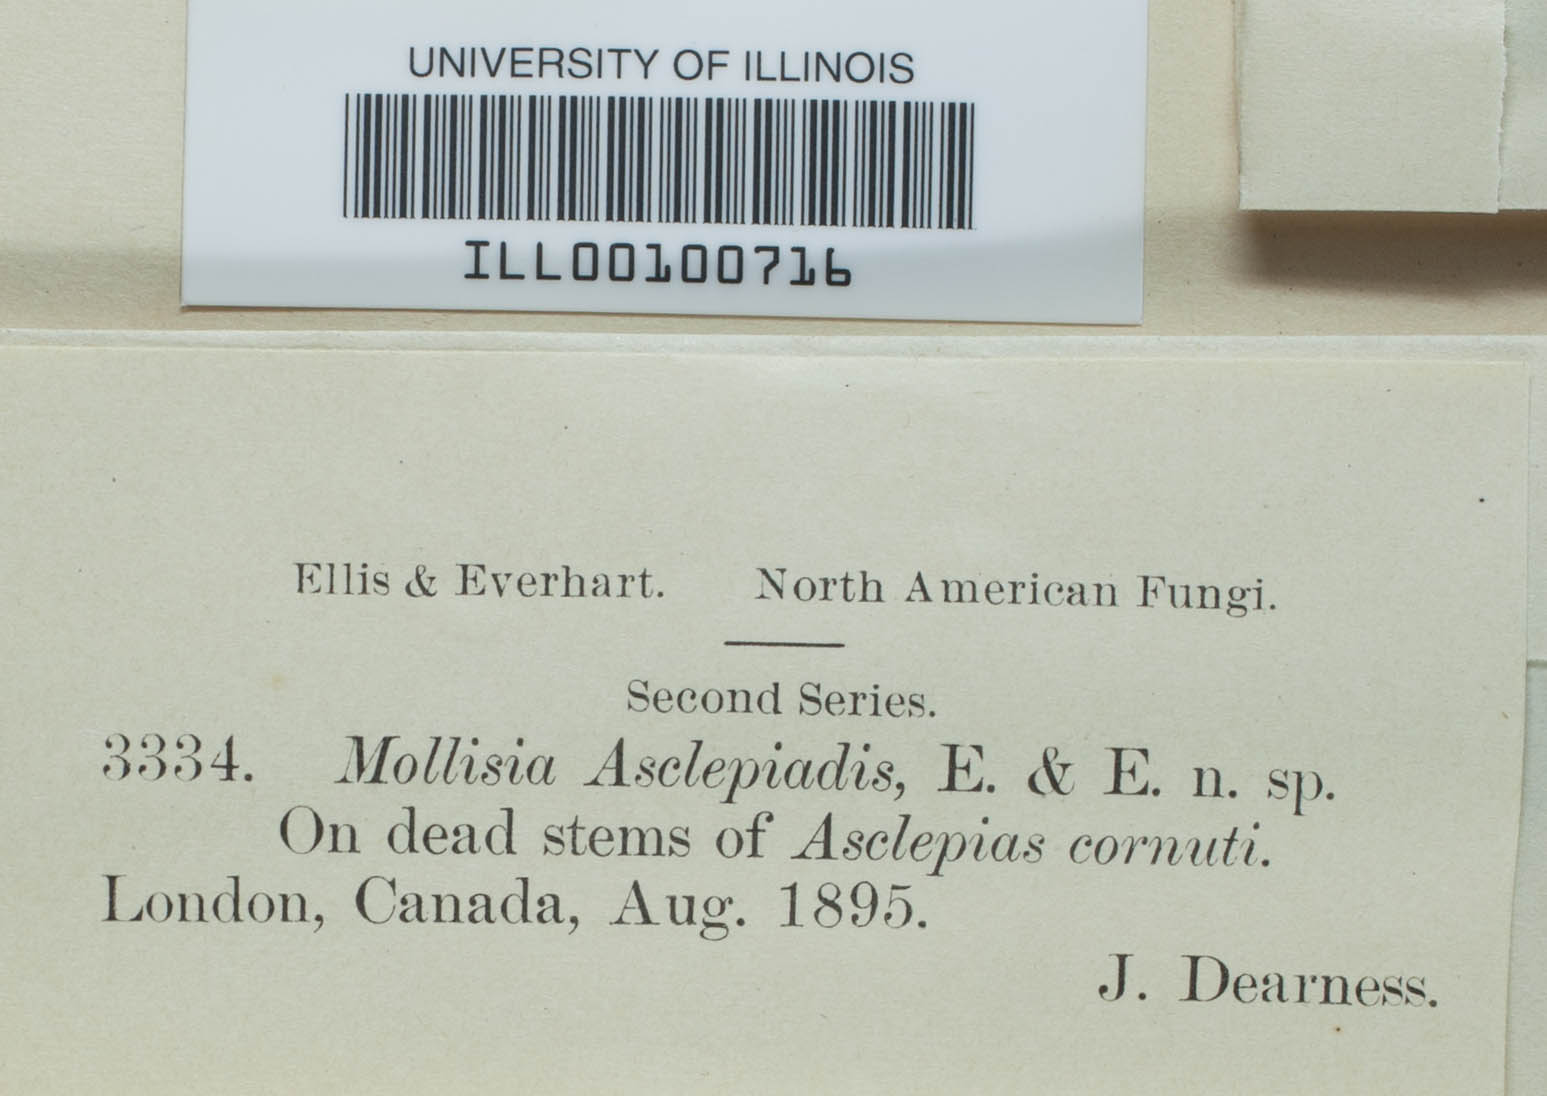 UNIVERSITY OF ILLINOIS
ILL00100716
Ellis & Everhart. North American Fungi.
Second Series.
3334. Mollisia Asclepiadis, E. & E. n. sp.
On dead stems of Asclepias cornuti.
London, Canada, Aug. 1895.
J. Dearness.